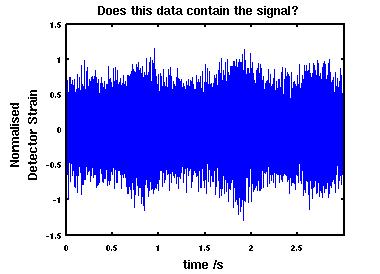 Does this data contain the signal?
1.5
1
0.5
0
-0.5
-1
-1.5
Normalised
Detector Strain
0 0.5 1 1.5 2 2.5
time /s